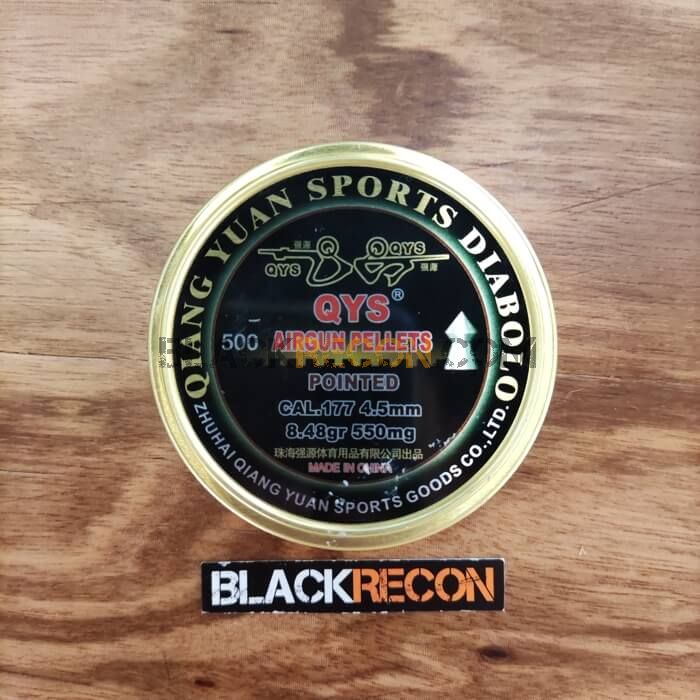 QIANG YUAN SPORTS DIABOLO
强源 QYS
QYS 强源
QYS®
500 AIRGUN PELLETS
BLACKRECON.COM
POINTED
CAL.177 4.5mm
8.48gr 550mg
珠海强源体育用品有限公司出品
MADE IN CHINA
ZHUHAI QIANG YUAN SPORTS GOODS CO.,LTD.
BLACKRECON